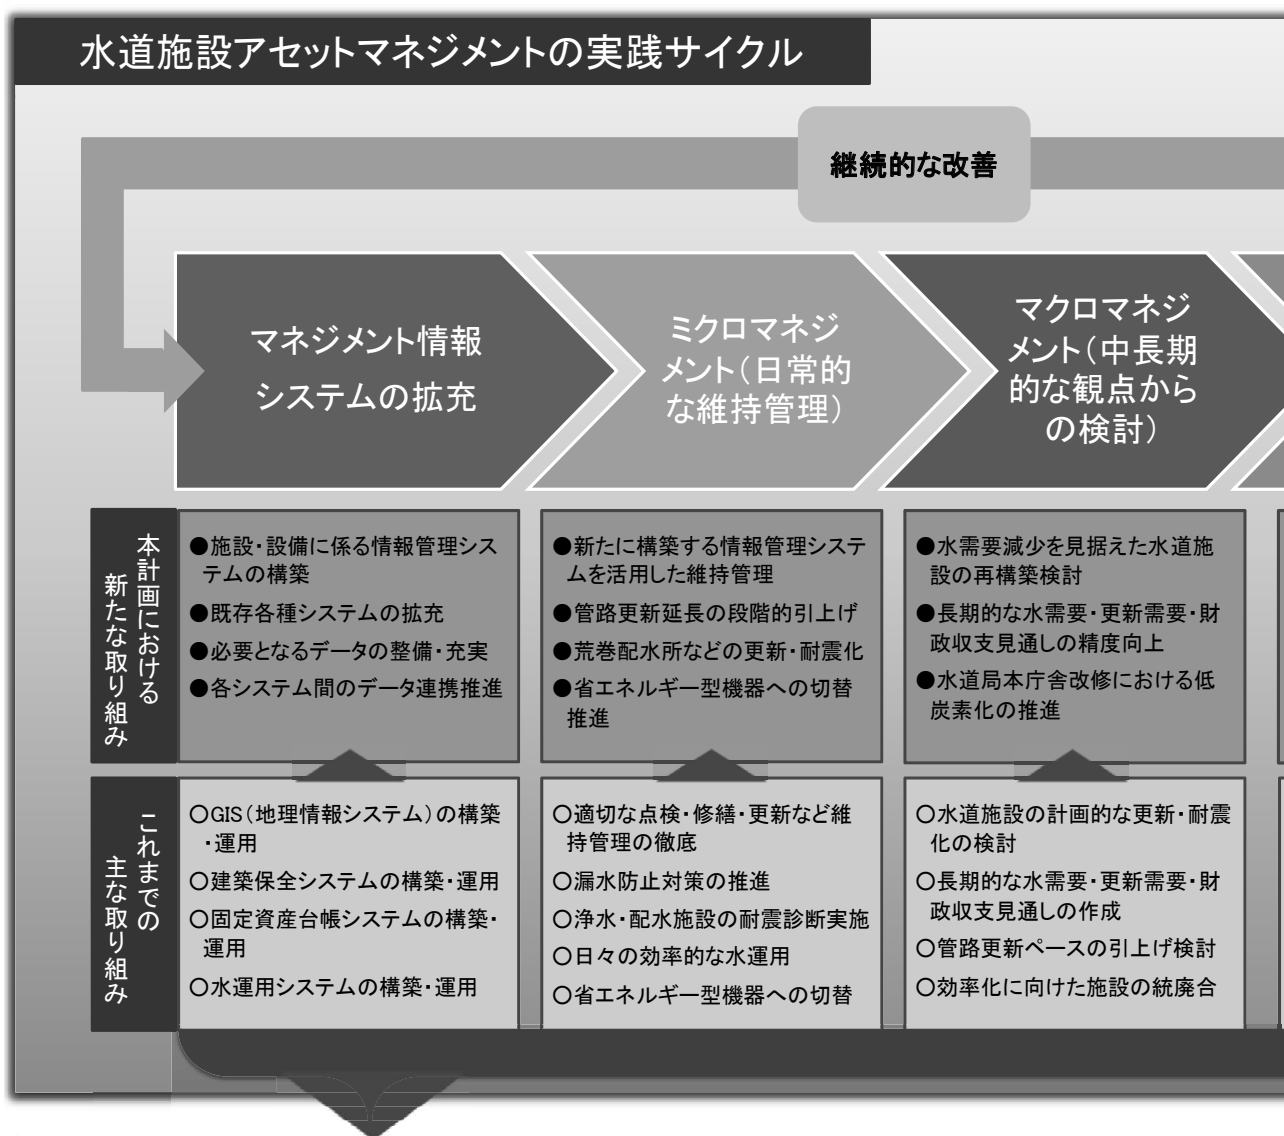 水道施設アセットマネジメントの実践サイクル
継続的な改善
マネジメント情報
システムの拡充
ミクロマネジ
メント(日常的
な維持管理)
マクロマネジ
メント(中長期
的な観点から
の検討)
本計画における
新たな取り組み
●施設・設備に係る情報管理シス
テムの構築
●既存各種システムの拡充
●必要となるデータの整備・充実
●各システム間のデータ連携推進
●新たに構築する情報管理システ
ムを活用した維持管理
●管路更新延長の段階的引上げ
●荒巻配水所などの更新・耐震化
●省エネルギー型機器への切替
推進
●水需要減少を見据えた水道施
設の再構築検討
●長期的な水需要・更新需要・財
政収支見通しの精度向上
●水道局本庁舎改修における低
炭素化の推進
これまでの
主な取り組み
○GIS(地理情報システム)の構築
・運用
○建築保全システムの構築・運用
○固定資産台帳システムの構築・
運用
○水運用システムの構築・運用
○適切な点検・修繕・更新など維
持管理の徹底
○漏水防止対策の推進
○浄水・配水施設の耐震診断実施
○日々の効率的な水運用
○省エネルギー型機器への切替
○水道施設の計画的な更新・耐震
化の検討
○長期的な水需要・更新需要・財
政収支見通しの作成
○管路更新ペースの引上げ検討
○効率化に向けた施設の統廃合